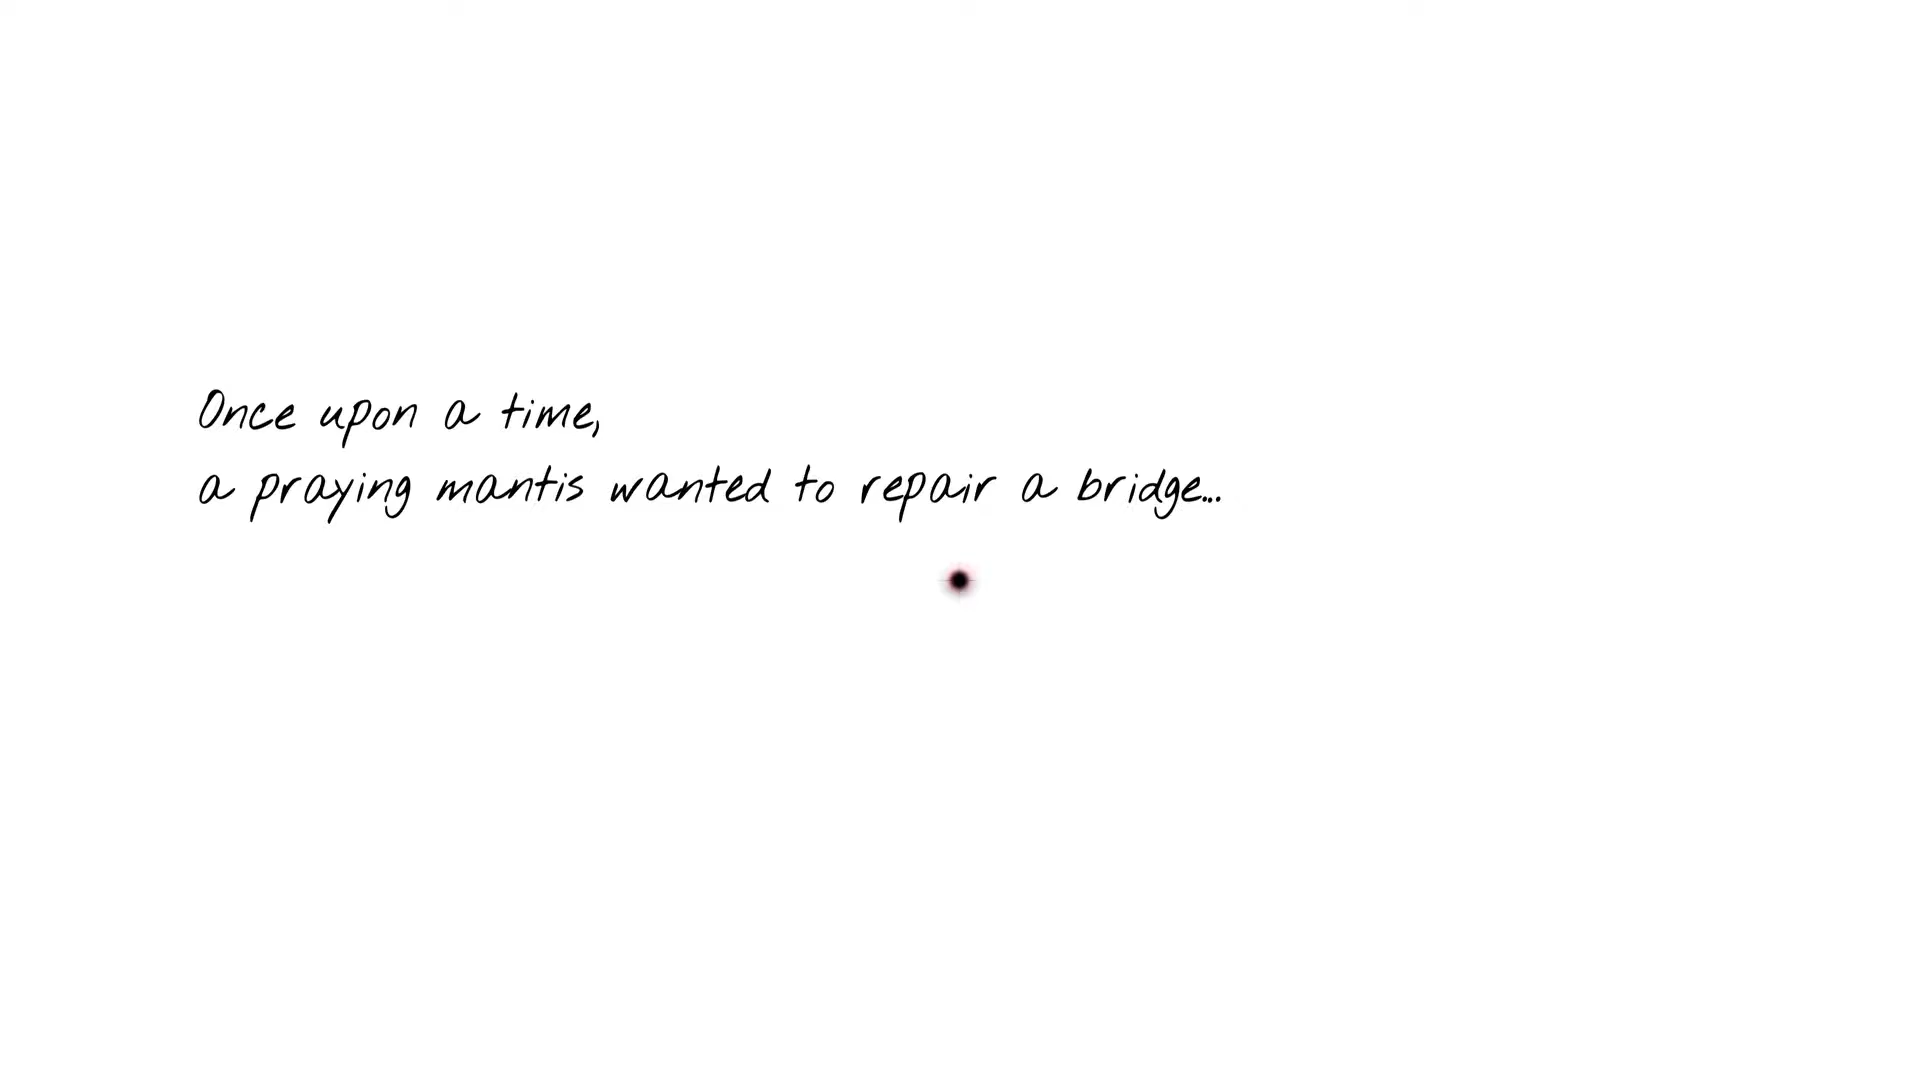 Once upon a time,
a praying mantis wanted to repair a bridge...